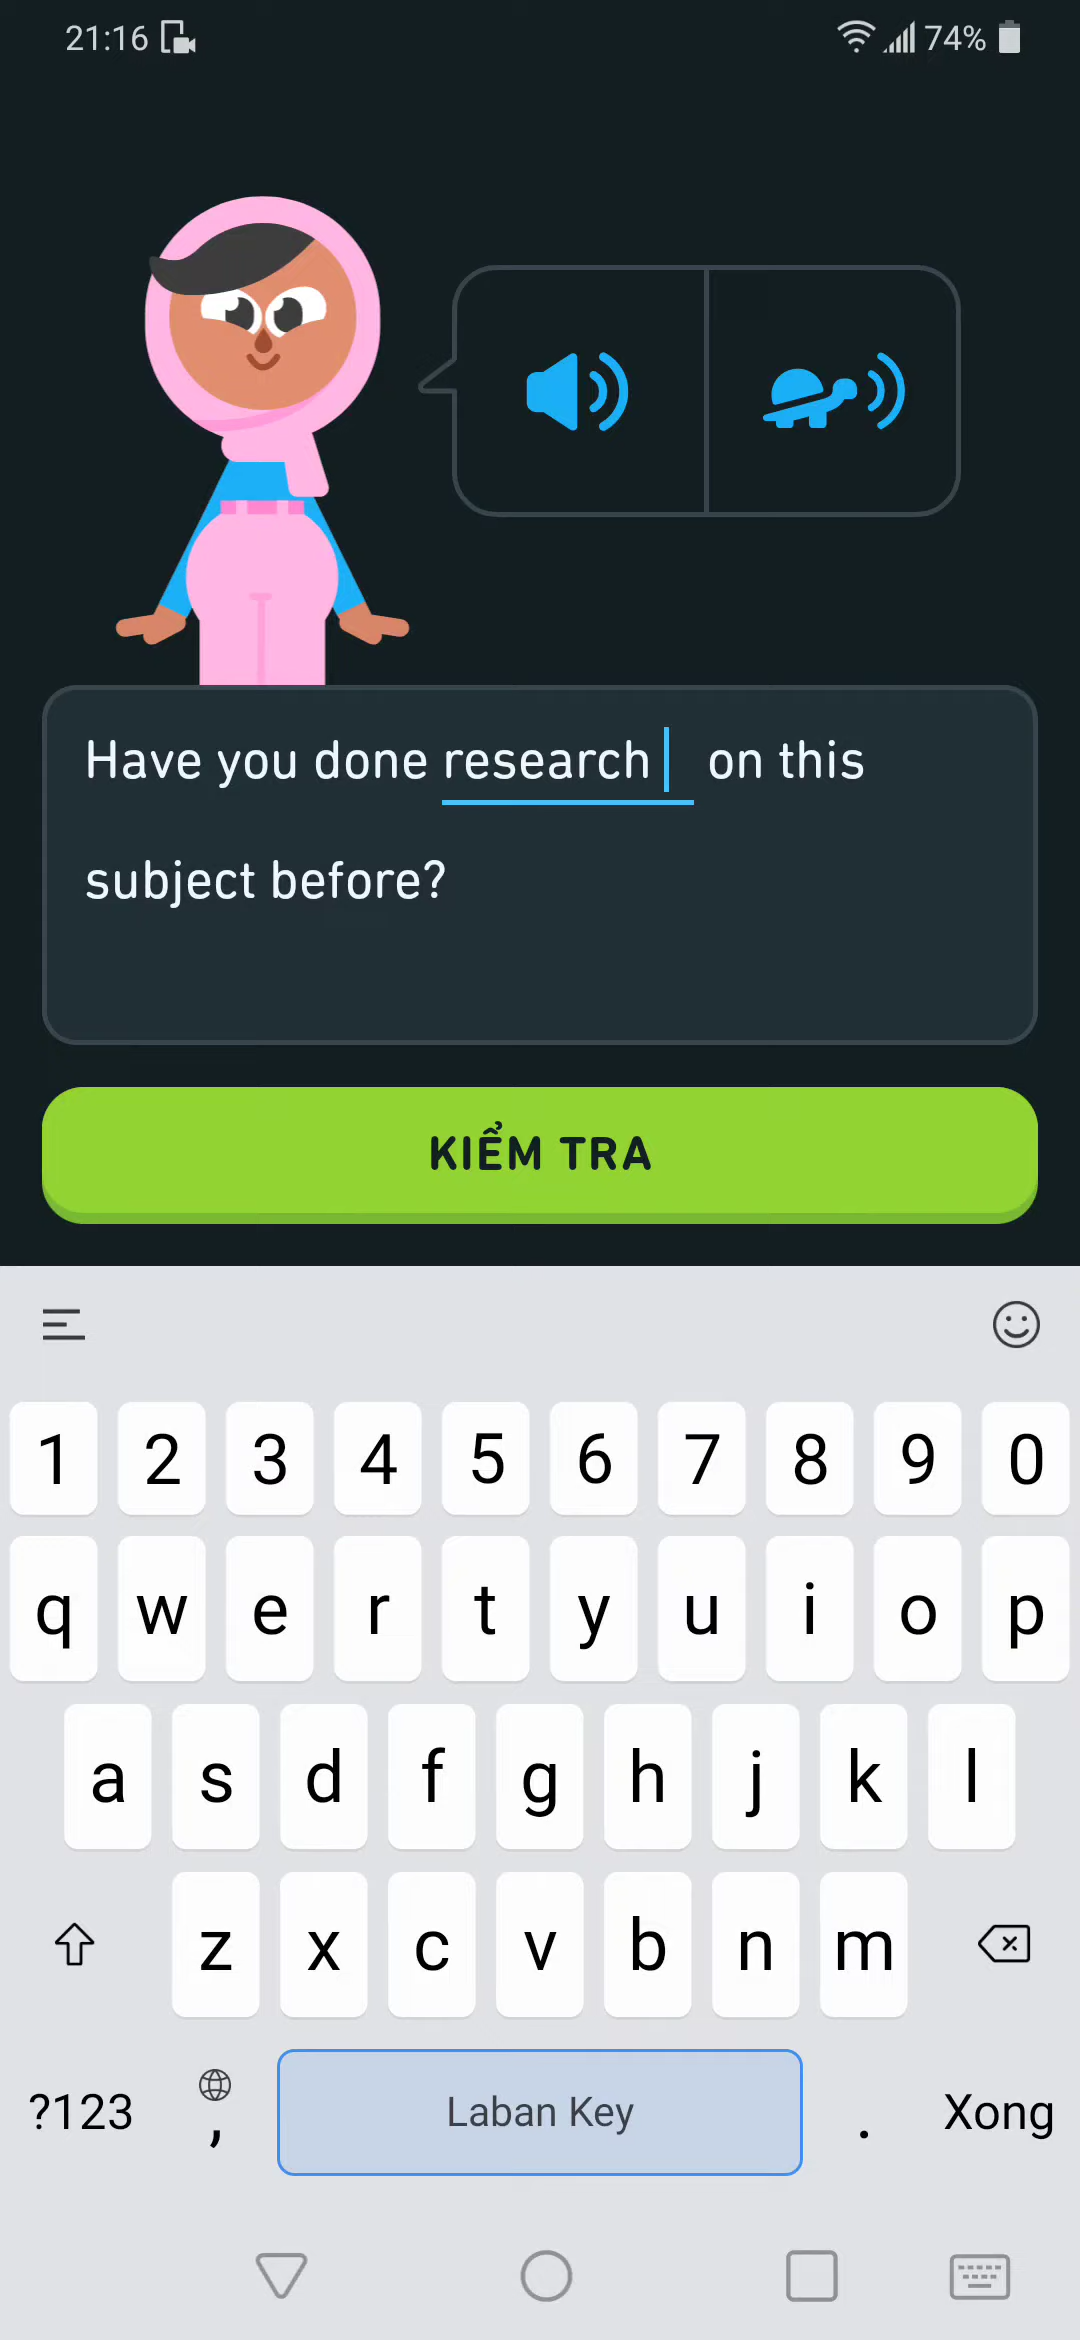 21:16 74%
Have you done research on this
subject before?
KIỂM TRA
1 2 3 4 5 6 7 8 9 0
q w e r t y u i o p
a s d f g h j k l
z x c v b n m
?123 , Laban Key . Xong